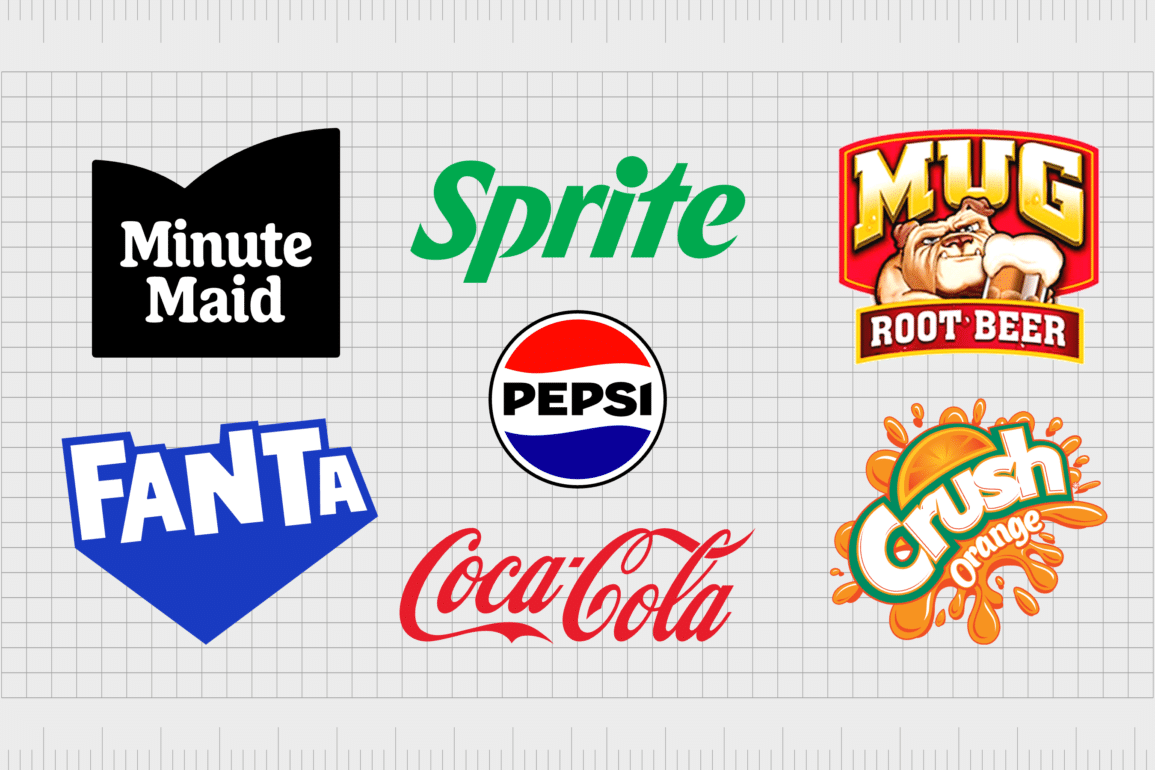 Minute
Maid
Sprite
MUG
ROOT BEER
PEPSI
FANTA
Coca-Cola
Crush
Orange